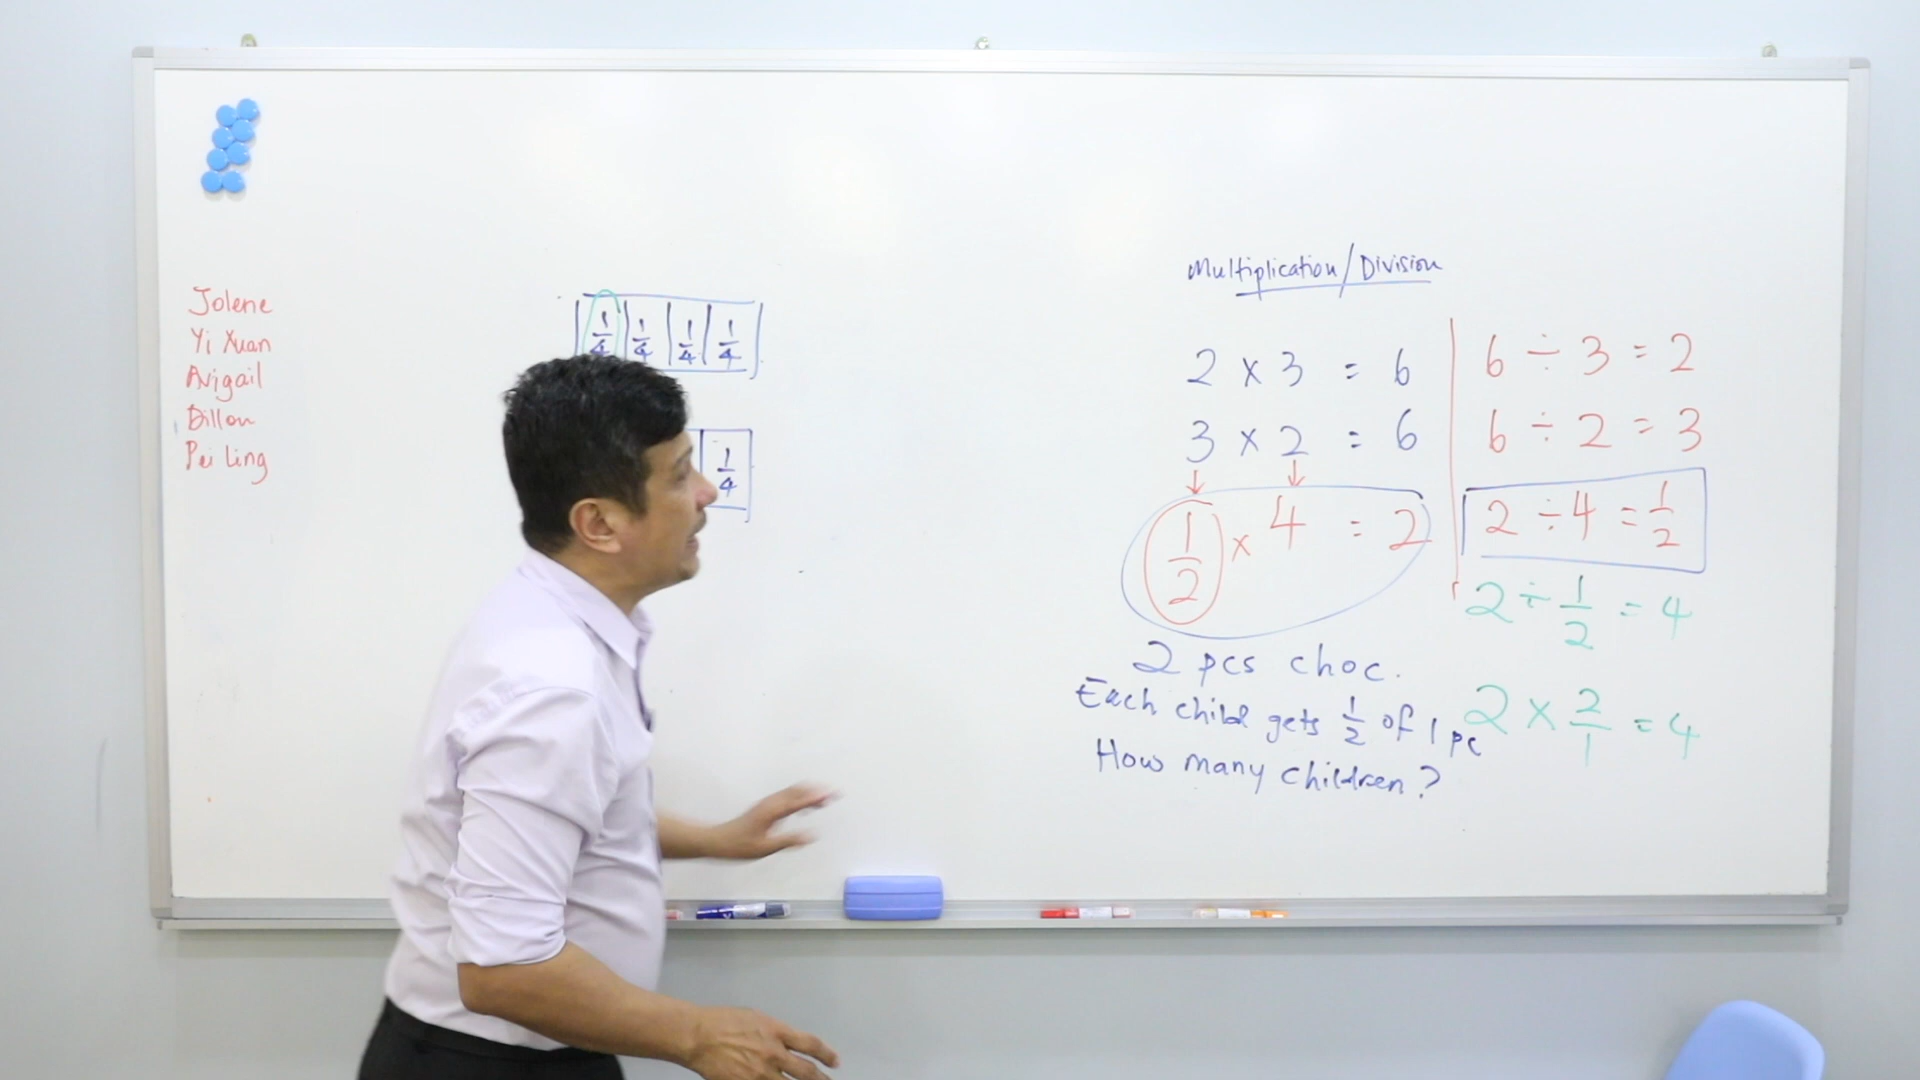 Jolene
Yi Xuan
Avigail
Dillon
Pei Ling
1/4 1/4 1/4 1/4
1/4
Multiplication/Division
2 x 3 = 6
3 x 2 = 6
1/2 x 4 = 2
2 pcs choc.
Each child gets 1/2 of 1 pc
How many children?
6 ÷ 3 = 2
6 ÷ 2 = 3
2 ÷ 4 = 1/2
2 ÷ 1/2 = 4
2 x 2/1 = 4